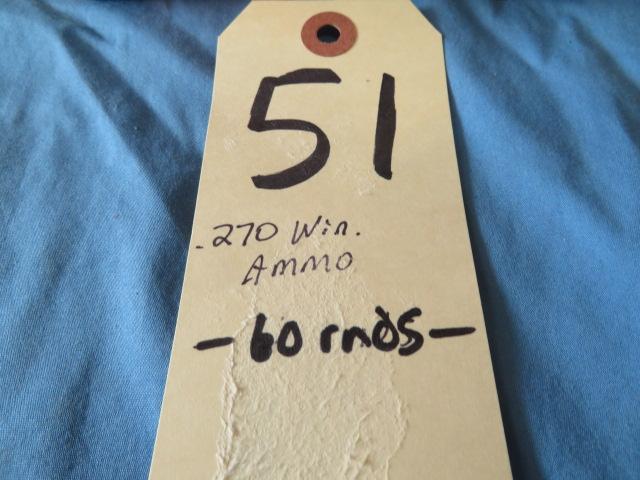 51
.270 Win.
Ammo
- 60 rnds -